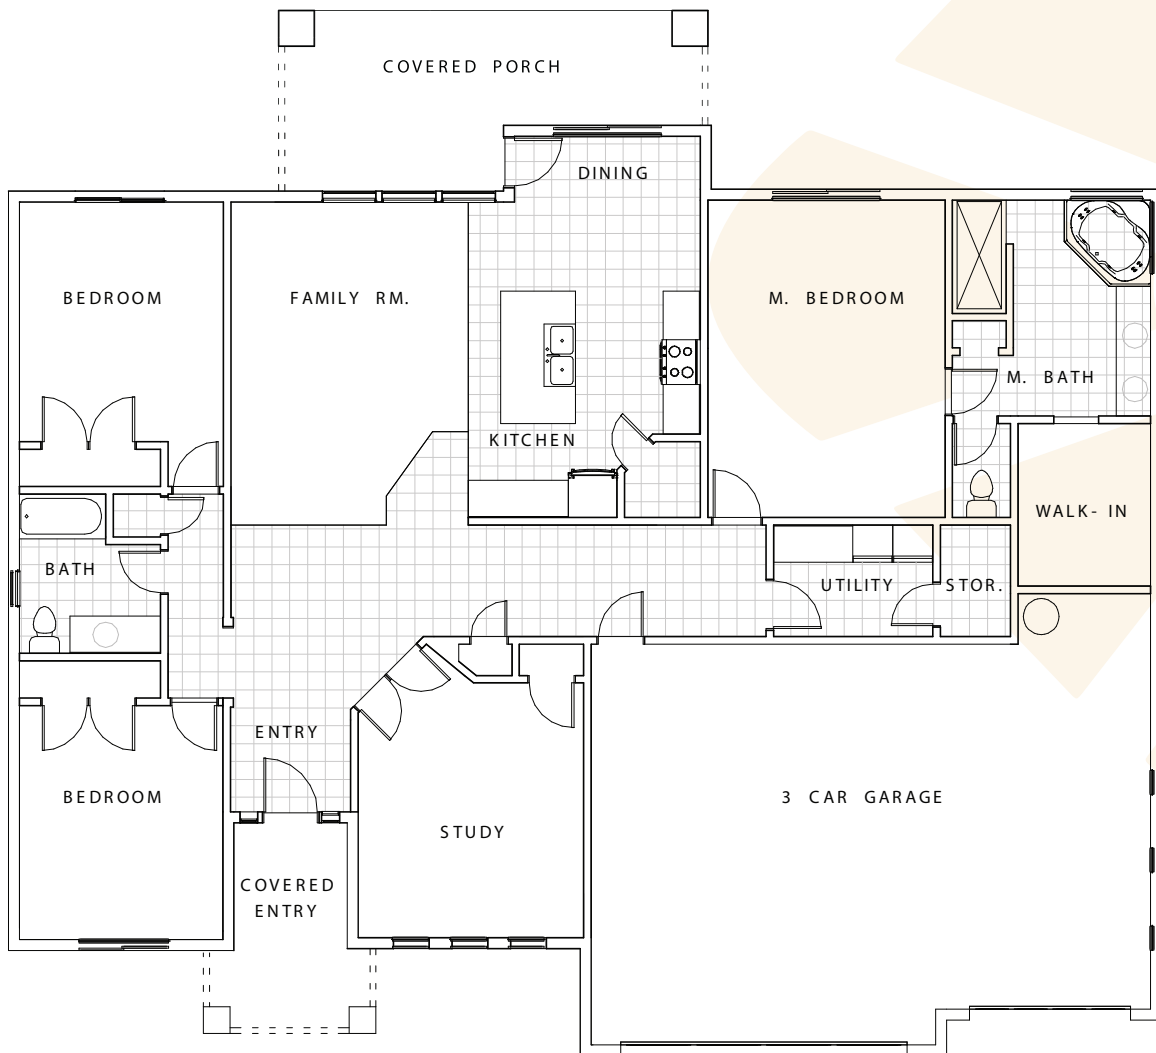 COVERED PORCH
DINING
BEDROOM
FAMILY RM.
M. BEDROOM
M. BATH
KITCHEN
WALK- IN
BATH
UTILITY
STOR.
ENTRY
BEDROOM
3 CAR GARAGE
STUDY
COVERED
ENTRY